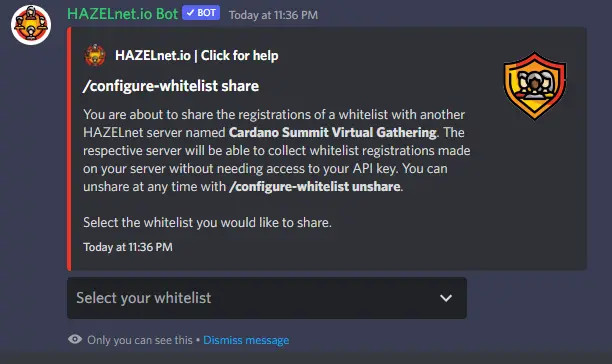 HAZELnet.io Bot ✓ BOT Today at 11:36 PM
HAZELnet.io | Click for help
/configure-whitelist share
You are about to share the registrations of a whitelist with another
HAZELnet server named Cardano Summit Virtual Gathering. The
respective server will be able to collect whitelist registrations made
on your server without needing access to your API key. You can
unshare at any time with /configure-whitelist unshare.
Select the whitelist you would like to share.
Today at 11:36 PM
Select your whitelist
Only you can see this • Dismiss message